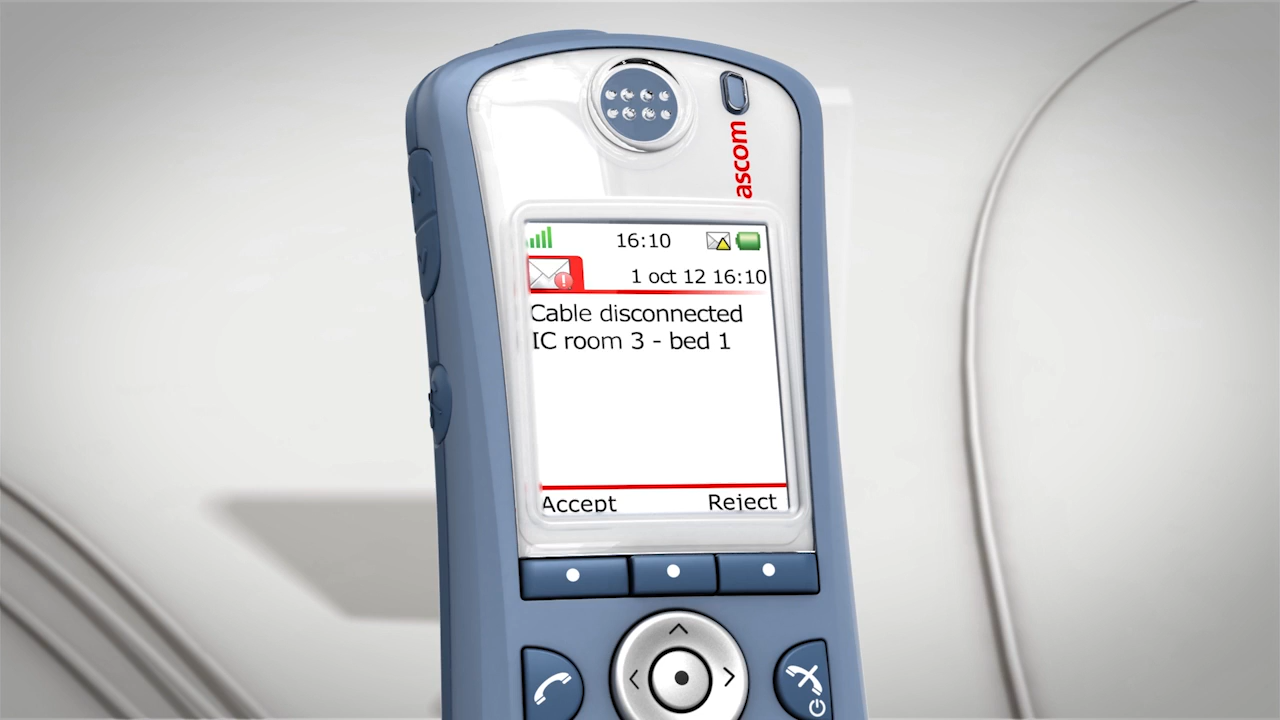 ascom
16:10
1 oct 12 16:10
Cable disconnected
IC room 3 - bed 1
Accept Reject